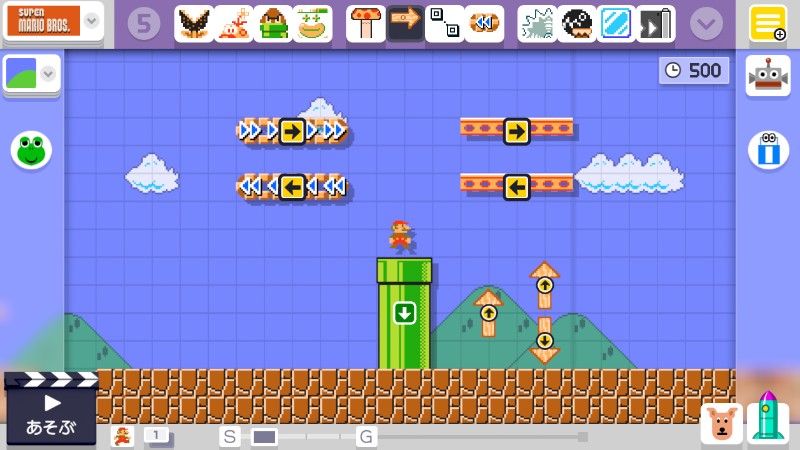 SUPER
MARIO BROS.
5
500
あそぶ
1
S
G